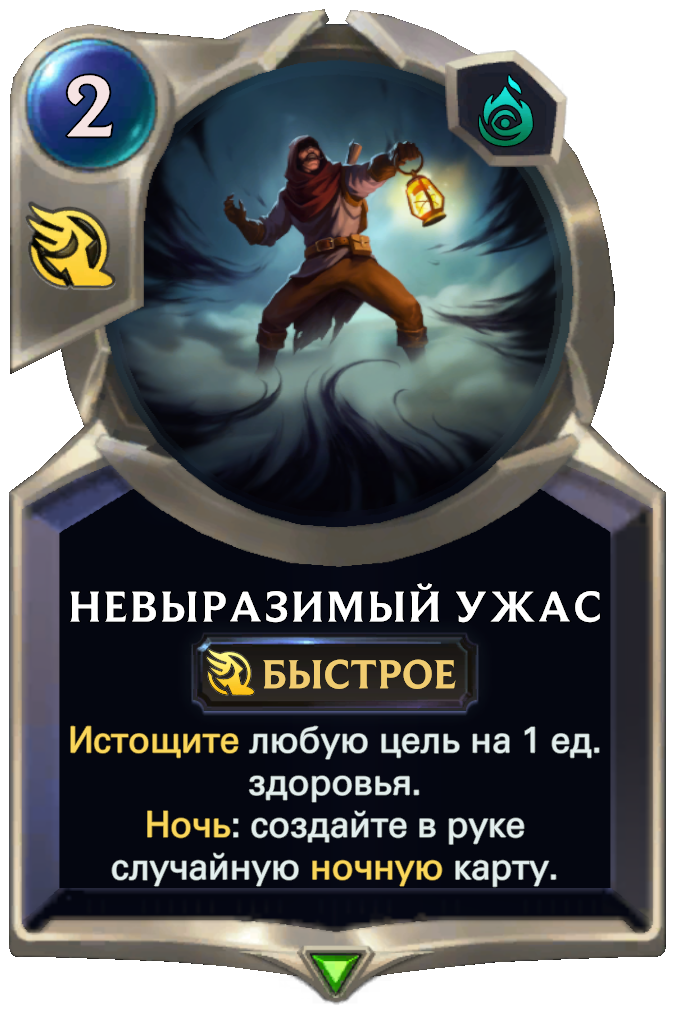 2
НЕВЫРАЗИМЫЙ УЖАС
БЫСТРОЕ
Истощите любую цель на 1 ед.
здоровья.
Ночь: создайте в руке
случайную ночную карту.